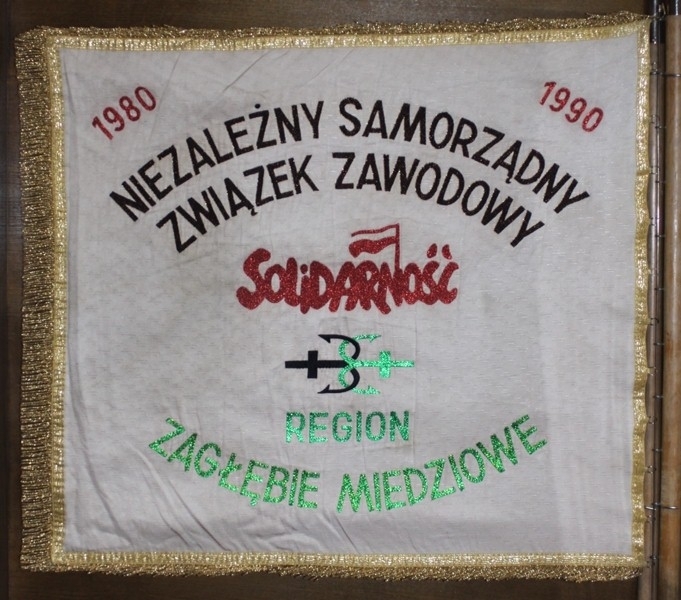 1980
1990
NIEZALEŻNY SAMORZĄDNY
ZWIĄZEK ZAWODOWY
SOLiDARNOŚĆ
REGION
ZAGŁĘBIE MIEDZIOWE